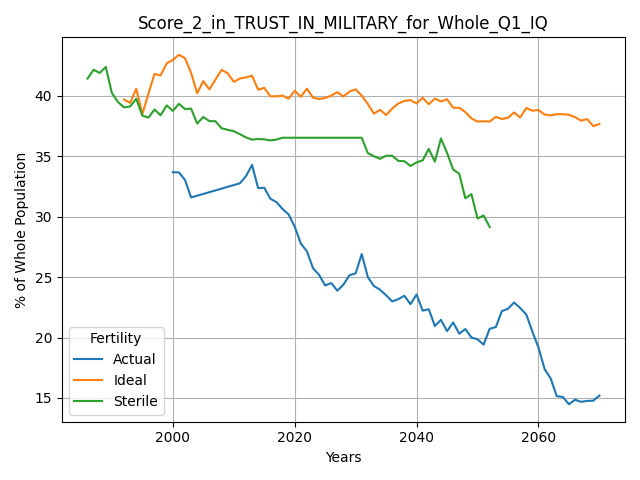 Score_2_in_TRUST_IN_MILITARY_for_Whole_Q1_IQ
% of Whole Population
40
35
30
25
20
15
Fertility
Actual
Ideal
Sterile
2000
2020
2040
2060
Years